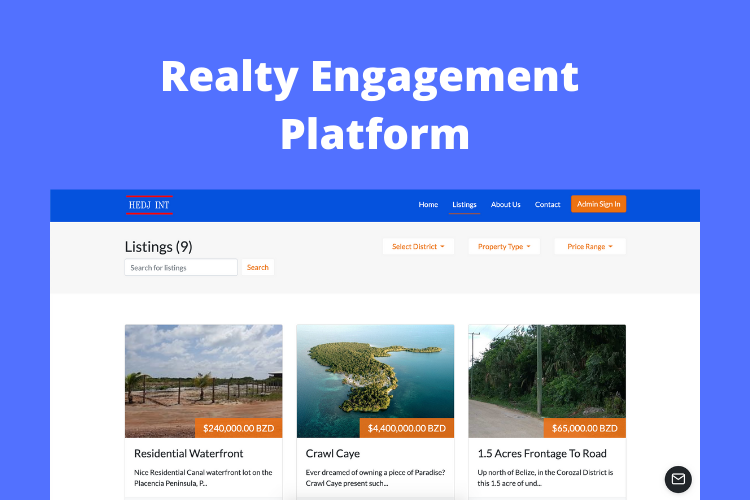 Realty Engagement
Platform
HEDJ INT
Home Listings About Us Contact Admin Sign In
Listings (9)
Select District Property Type Price Range
Search for listings Search
$240,000.00 BZD $4,400,000.00 BZD $65,000.00 BZD
Residential Waterfront Crawl Caye 1.5 Acres Frontage To Road
Nice Residential Canal waterfront lot on the
Placencia Peninsula, P...
Ever dreamed of owning a piece of Paradise?
Crawl Caye present such...
Up north of Belize, in the Corozal District is
this 1.5 acre of und...